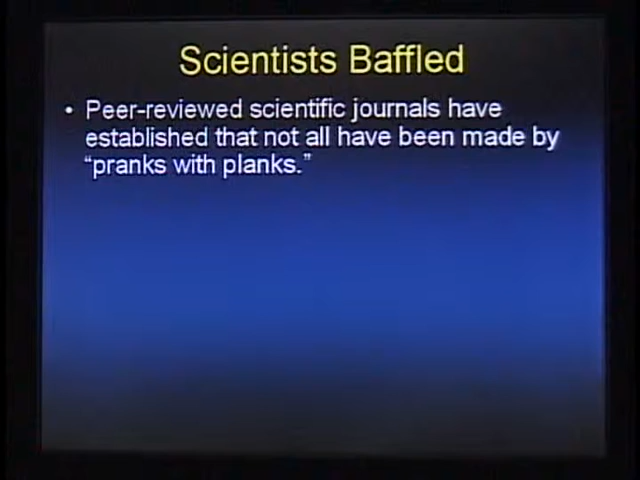 Scientists Baffled
• Peer-reviewed scientific journals have
established that not all have been made by
“pranks with planks.”